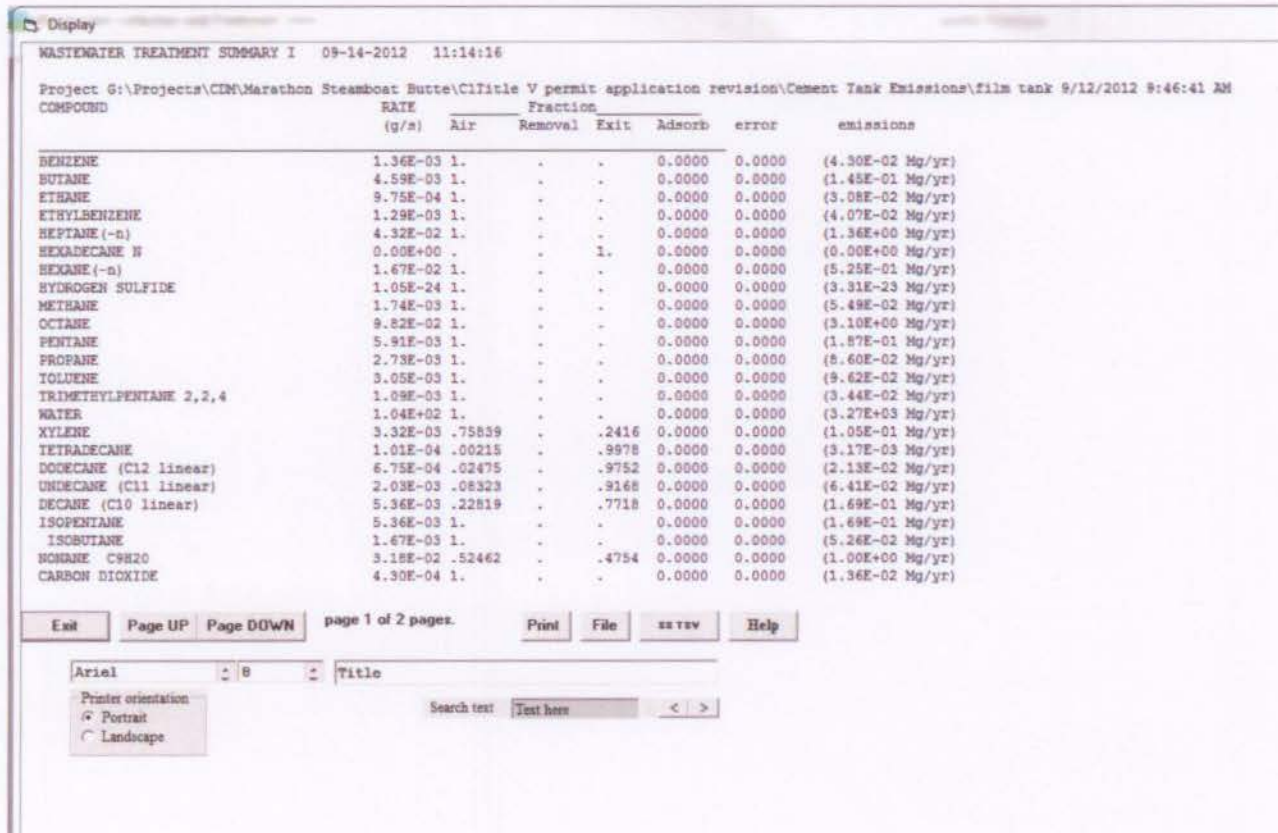 Display
WASTEWATER TREATMENT SUMMARY I 09-14-2012 11:14:16
Project G:\Projects\CDM\Marathon Steamboat Butte\C1Title V permit application revision\Cement Tank Emissions\film tank 9/12/2012 9:46:41 AM
COMPOUND RATE Fraction
(g/s) Air Removal Exit Adsorb error emissions
BENZENE 1.36E-03 1. . . 0.0000 0.0000 (4.30E-02 Mg/yr)
BUTANE 4.59E-03 1. . . 0.0000 0.0000 (1.45E-01 Mg/yr)
ETHANE 9.75E-04 1. . . 0.0000 0.0000 (3.08E-02 Mg/yr)
ETHYLBENZENE 1.29E-03 1. . . 0.0000 0.0000 (4.07E-02 Mg/yr)
HEPTANE(-n) 4.32E-02 1. . . 0.0000 0.0000 (1.36E+00 Mg/yr)
HEXADECANE N 0.00E+00 . . 1. 0.0000 0.0000 (0.00E+00 Mg/yr)
HEXANE(-n) 1.67E-02 1. . . 0.0000 0.0000 (5.25E-01 Mg/yr)
HYDROGEN SULFIDE 1.05E-24 1. . . 0.0000 0.0000 (3.31E-23 Mg/yr)
METHANE 1.74E-03 1. . . 0.0000 0.0000 (5.49E-02 Mg/yr)
OCTANE 9.82E-02 1. . . 0.0000 0.0000 (3.10E+00 Mg/yr)
PENTANE 5.91E-03 1. . . 0.0000 0.0000 (1.87E-01 Mg/yr)
PROPANE 2.73E-03 1. . . 0.0000 0.0000 (8.60E-02 Mg/yr)
TOLUENE 3.05E-03 1. . . 0.0000 0.0000 (9.62E-02 Mg/yr)
TRIMETHYLPENTANE 2,2,4 1.09E-03 1. . . 0.0000 0.0000 (3.44E-02 Mg/yr)
WATER 1.04E+02 1. . . 0.0000 0.0000 (3.27E+03 Mg/yr)
XYLENE 3.32E-03 .75839 . .2416 0.0000 0.0000 (1.05E-01 Mg/yr)
TETRADECANE 1.01E-04 .00215 . .9978 0.0000 0.0000 (3.17E-03 Mg/yr)
DODECANE (C12 linear) 6.75E-04 .02475 . .9752 0.0000 0.0000 (2.13E-02 Mg/yr)
UNDECANE (C11 linear) 2.03E-03 .08323 . .9168 0.0000 0.0000 (6.41E-02 Mg/yr)
DECANE (C10 linear) 5.36E-03 .22819 . .7718 0.0000 0.0000 (1.69E-01 Mg/yr)
ISOPENTANE 5.36E-03 1. . . 0.0000 0.0000 (1.69E-01 Mg/yr)
ISOBUTANE 1.67E-03 1. . . 0.0000 0.0000 (5.26E-02 Mg/yr)
NONANE C9H20 3.18E-02 .52462 . .4754 0.0000 0.0000 (1.00E+00 Mg/yr)
CARBON DIOXIDE 4.30E-04 1. . . 0.0000 0.0000 (1.36E-02 Mg/yr)
Exit Page UP Page DOWN page 1 of 2 pages. Print File SS TSV Help
Ariel 8 Title
Printer orientation
Search text Text here < >
Portrait
Landscape